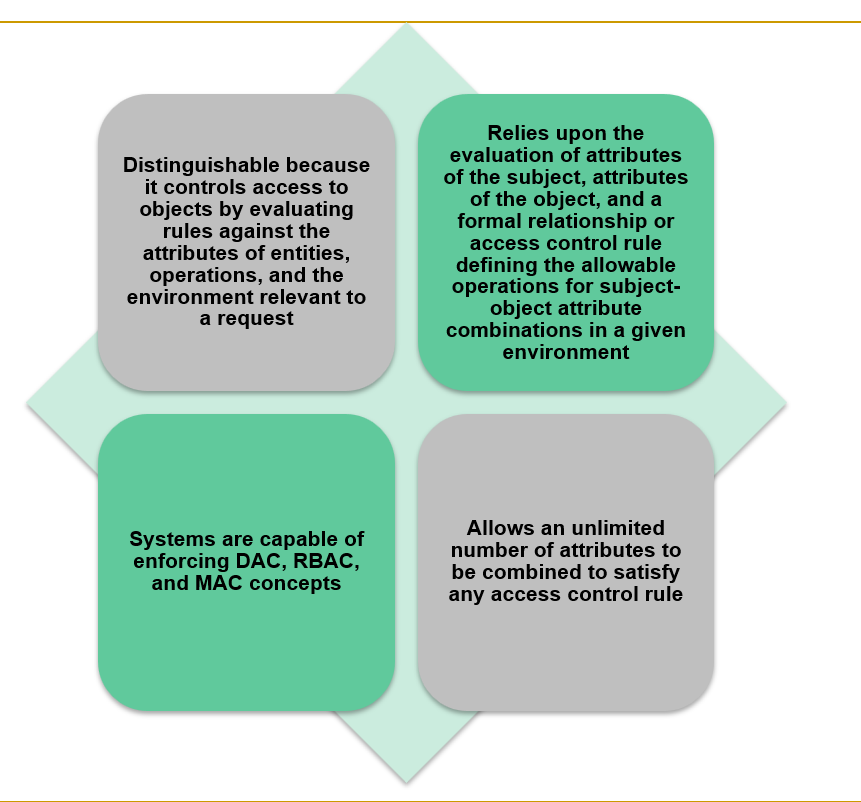 Distinguishable because
it controls access to
objects by evaluating
rules against the
attributes of entities,
operations, and the
environment relevant to
a request
Relies upon the
evaluation of attributes
of the subject, attributes
of the object, and a
formal relationship or
access control rule
defining the allowable
operations for subject-
object attribute
combinations in a given
environment
Systems are capable of
enforcing DAC, RBAC,
and MAC concepts
Allows an unlimited
number of attributes to
be combined to satisfy
any access control rule